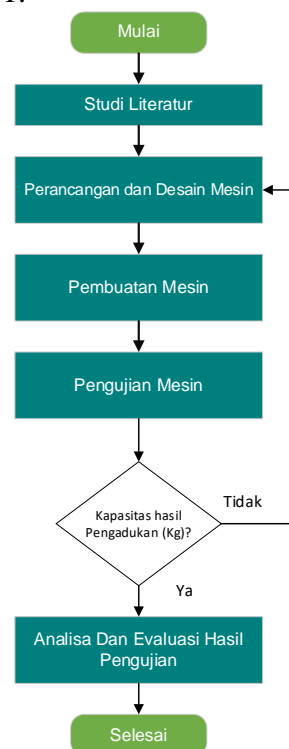 Mulai
Studi Literatur
Perancangan dan Desain Mesin
Pembuatan Mesin
Pengujian Mesin
Kapasitas hasil
Pengadukan (Kg)?
Tidak
Ya
Analisa Dan Evaluasi Hasil
Pengujian
Selesai